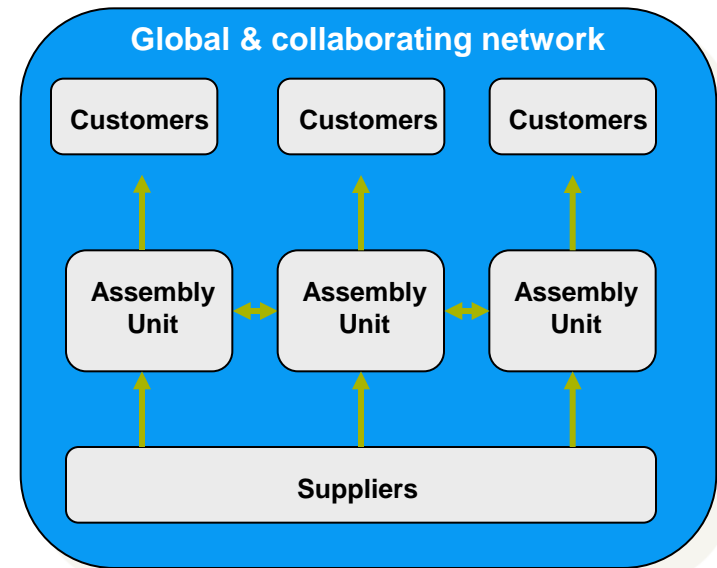 Global & collaborating network
Customers
Customers
Customers
Assembly
Unit
Assembly
Unit
Assembly
Unit
Suppliers